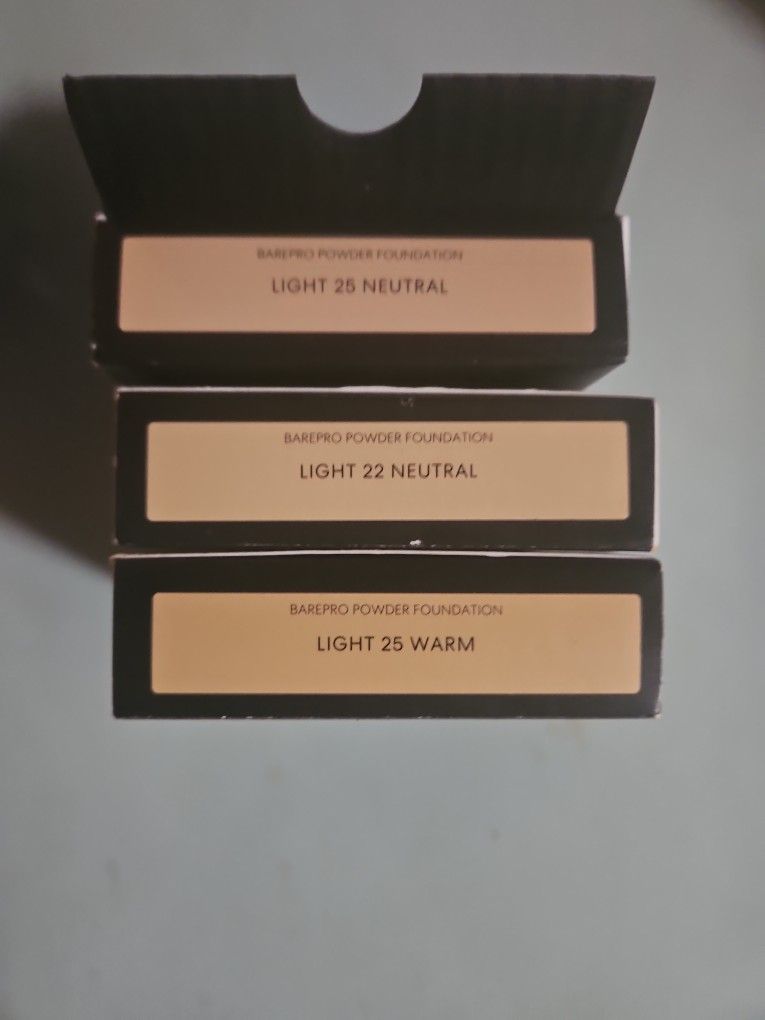 BAREPRO POWDER FOUNDATION
LIGHT 25 NEUTRAL
BAREPRO POWDER FOUNDATION
LIGHT 22 NEUTRAL
BAREPRO POWDER FOUNDATION
LIGHT 25 WARM